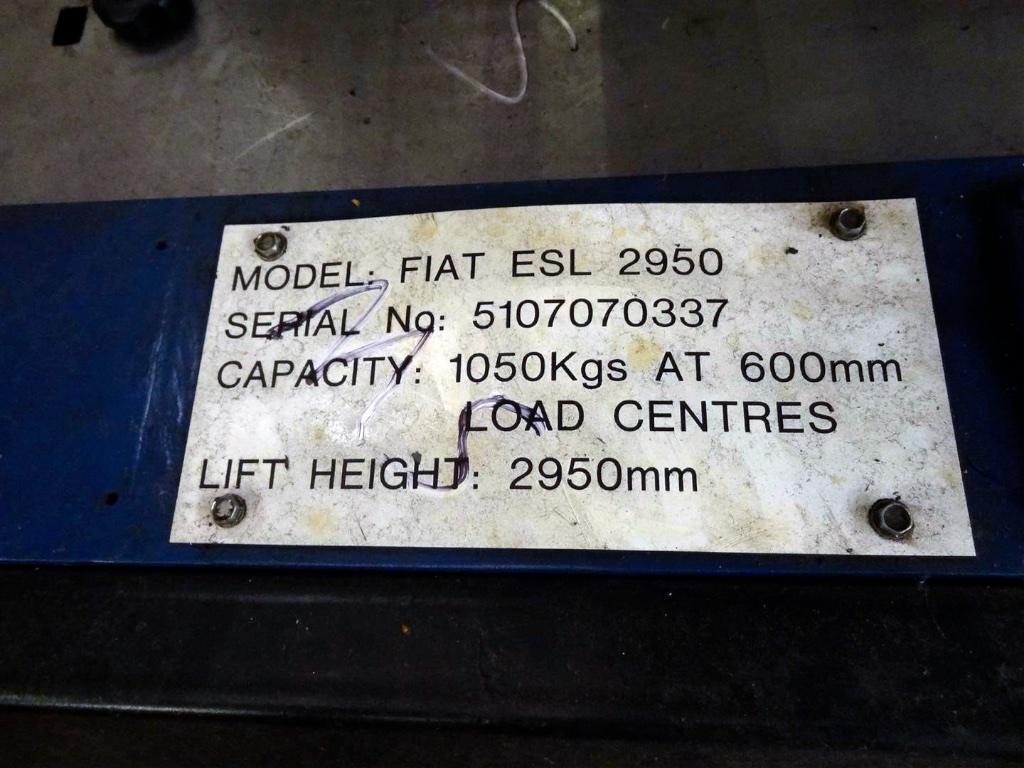 MODEL: FIAT ESL 2950
SERIAL No: 5107070337
CAPACITY: 1050Kgs AT 600mm
LOAD CENTRES
LIFT HEIGHT: 2950mm